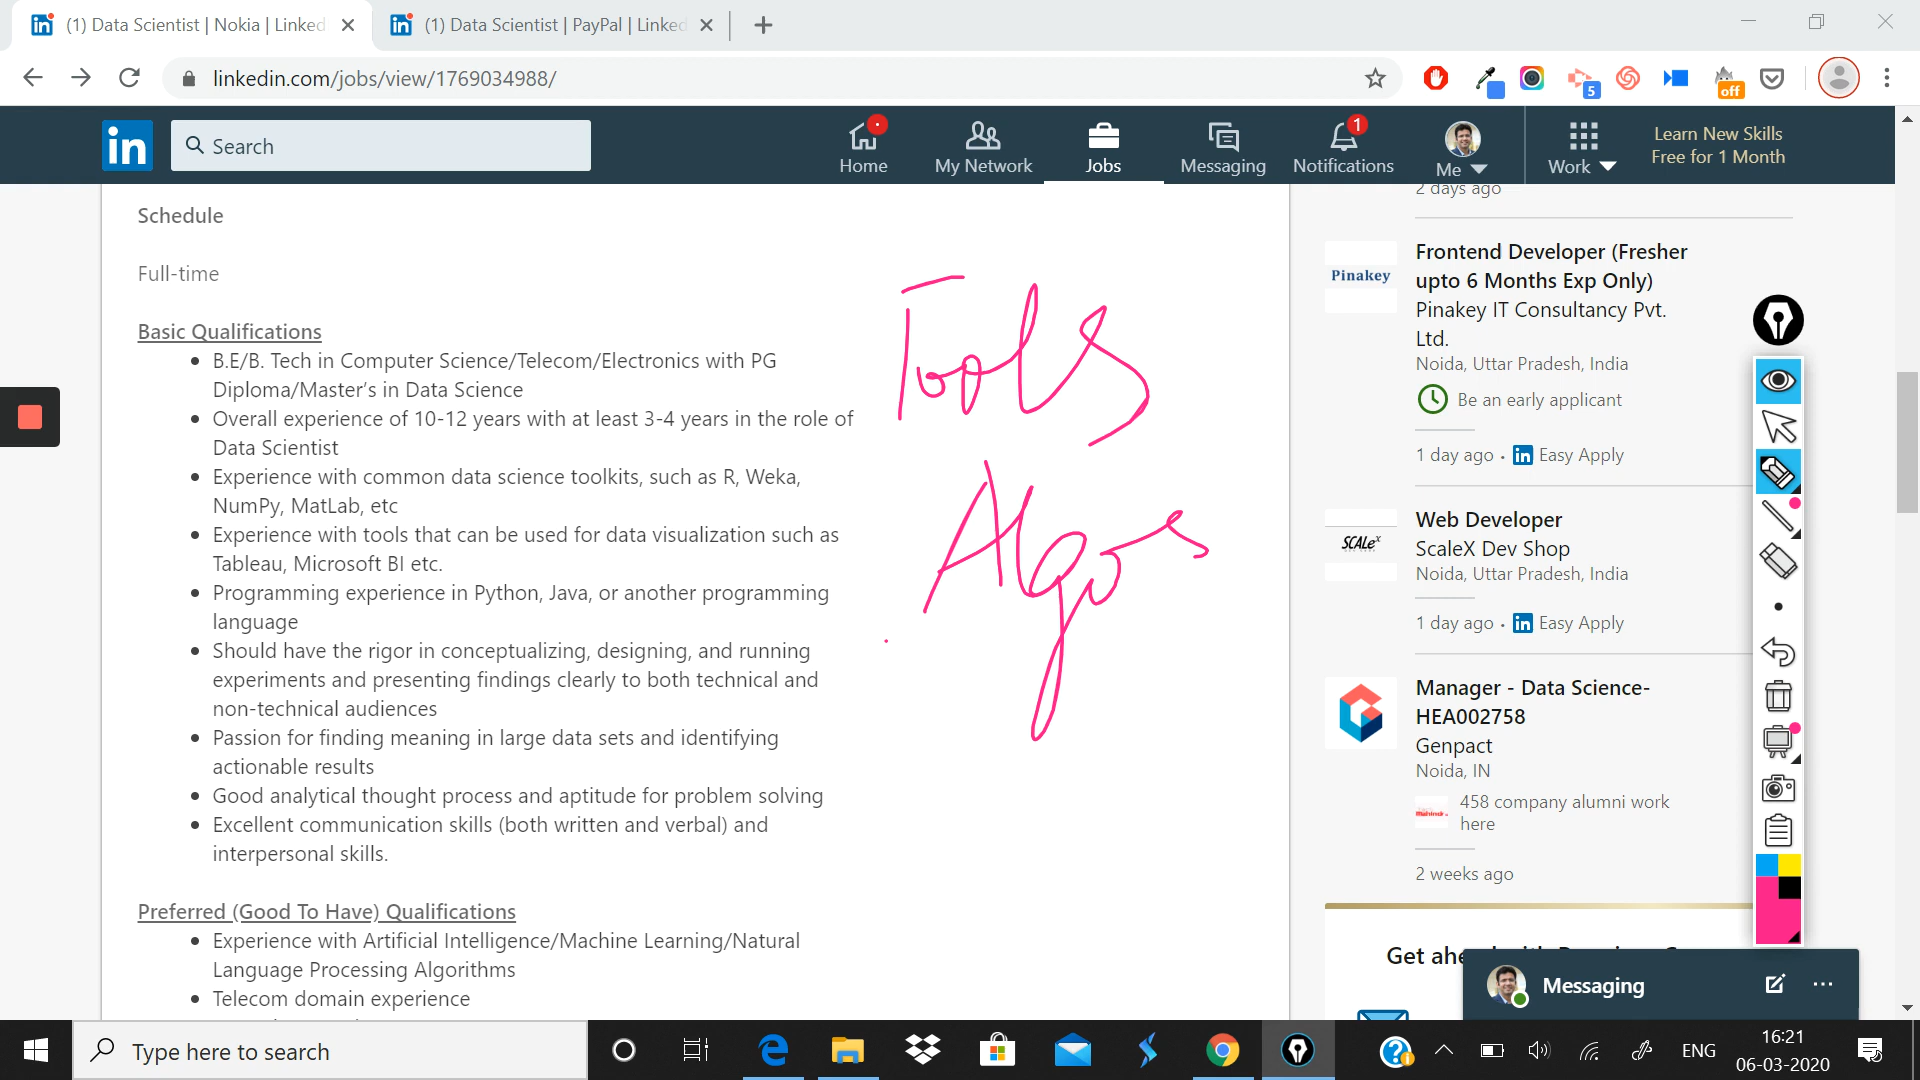 (1) Data Scientist | Nokia | Linked
(1) Data Scientist | PayPal | Linked
linkedin.com/jobs/view/1769034988/
5
off
in
Search
Home
My Network
Jobs
Messaging
1
Notifications
Me
Work
Learn New Skills
Free for 1 Month
Schedule
Full-time
Basic Qualifications
B.E/B. Tech in Computer Science/Telecom/Electronics with PG
Diploma/Master's in Data Science
Overall experience of 10-12 years with at least 3-4 years in the role of
Data Scientist
Experience with common data science toolkits, such as R, Weka,
NumPy, MatLab, etc
Experience with tools that can be used for data visualization such as
Tableau, Microsoft BI etc.
Programming experience in Python, Java, or another programming
language
Should have the rigor in conceptualizing, designing, and running
experiments and presenting findings clearly to both technical and
non-technical audiences
Passion for finding meaning in large data sets and identifying
actionable results
Good analytical thought process and aptitude for problem solving
Excellent communication skills (both written and verbal) and
interpersonal skills.
Preferred (Good To Have) Qualifications
Experience with Artificial Intelligence/Machine Learning/Natural
Language Processing Algorithms
Telecom domain experience
Tools
Algos
2 days ago
Pinakey
Frontend Developer (Fresher
upto 6 Months Exp Only)
Pinakey IT Consultancy Pvt.
Ltd.
Noida, Uttar Pradesh, India
Be an early applicant
1 day ago · in Easy Apply
SCALEx
Web Developer
ScaleX Dev Shop
Noida, Uttar Pradesh, India
1 day ago · in Easy Apply
Manager - Data Science-
HEA002758
Genpact
Noida, IN
458 company alumni work
here
2 weeks ago
Get ahe
Messaging
Type here to search
ENG
16:21
06-03-2020